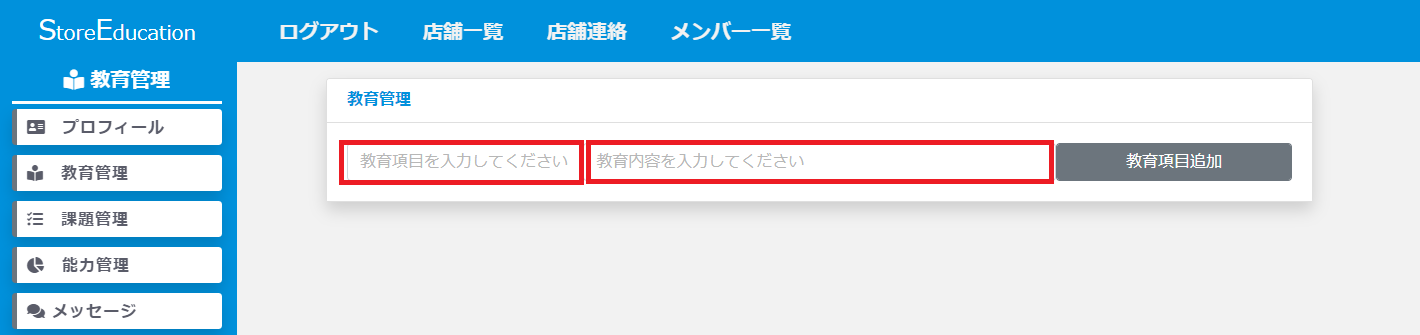 StoreEducation
ログアウト 店舗一覧 店舗連絡 メンバー一覧
教育管理
プロフィール
教育管理
課題管理
能力管理
メッセージ
教育管理
教育項目を入力してください 教育内容を入力してください 教育項目追加